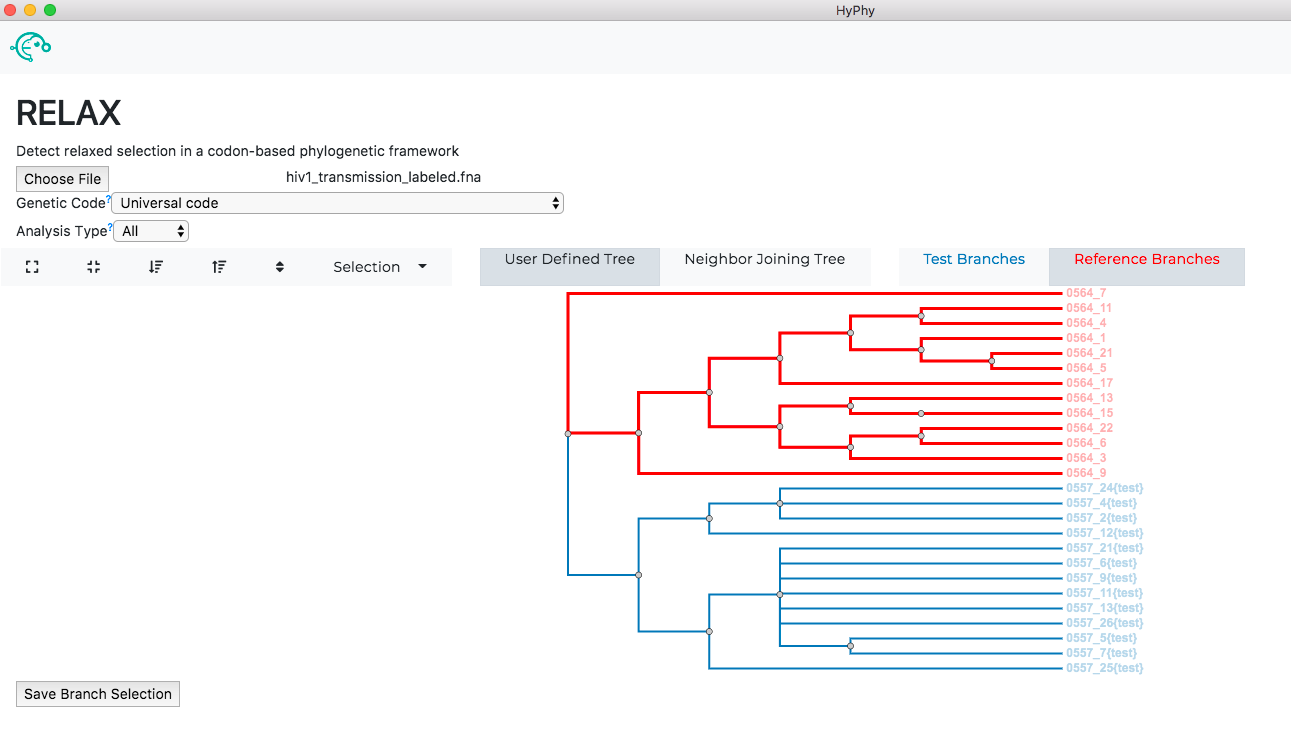 HyPhy
RELAX
Detect relaxed selection in a codon-based phylogenetic framework
Choose File hiv1_transmission_labeled.fna
Genetic Code? Universal code
Analysis Type? All
Selection User Defined Tree Neighbor Joining Tree Test Branches Reference Branches
0564_7
0564_11
0564_4
0564_1
0564_21
0564_5
0564_17
0564_13
0564_15
0564_22
0564_6
0564_3
0564_9
0557_24{test}
0557_4{test}
0557_2{test}
0557_12{test}
0557_21{test}
0557_6{test}
0557_9{test}
0557_11{test}
0557_13{test}
0557_26{test}
0557_5{test}
0557_7{test}
0557_25{test}
Save Branch Selection